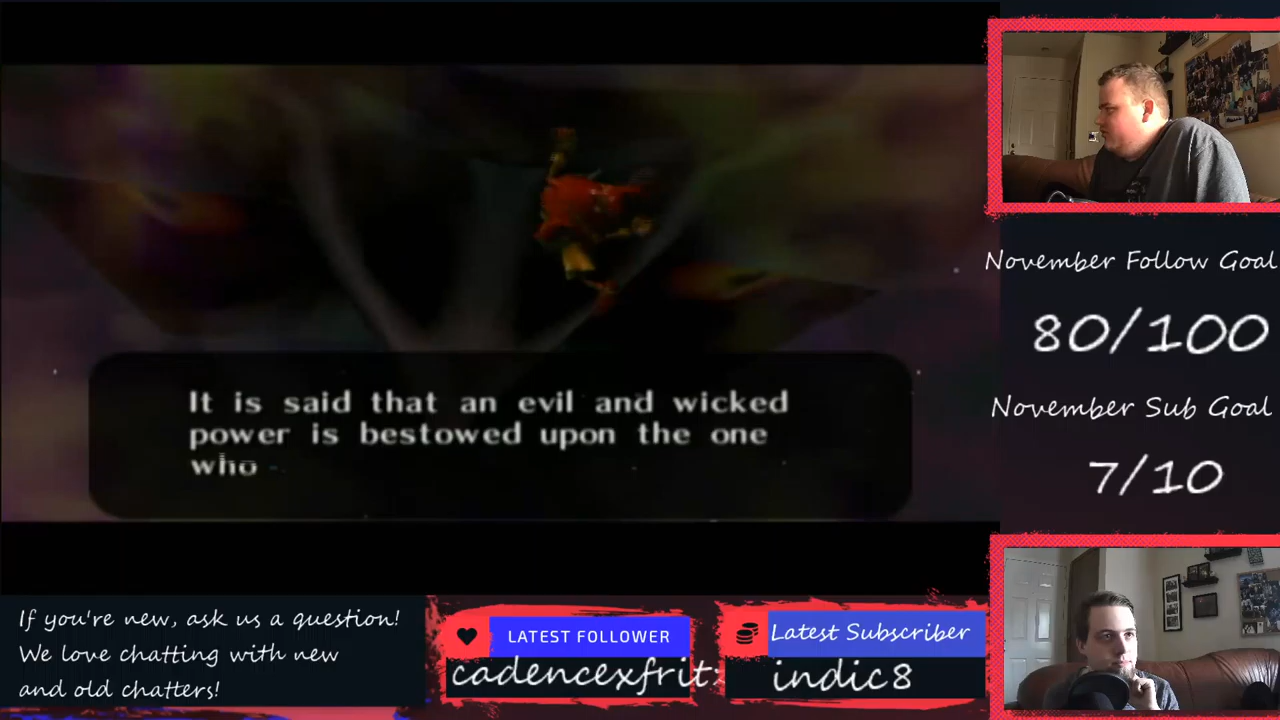 It is said that an evil and wicked
power is bestowed upon the one
who
November Follow Goal
80/100
November Sub Goal
7/10
If you're new, ask us a question!
We love chatting with new
and old chatters!
LATEST FOLLOWER
cadencexfritz
Latest Subscriber
indic8